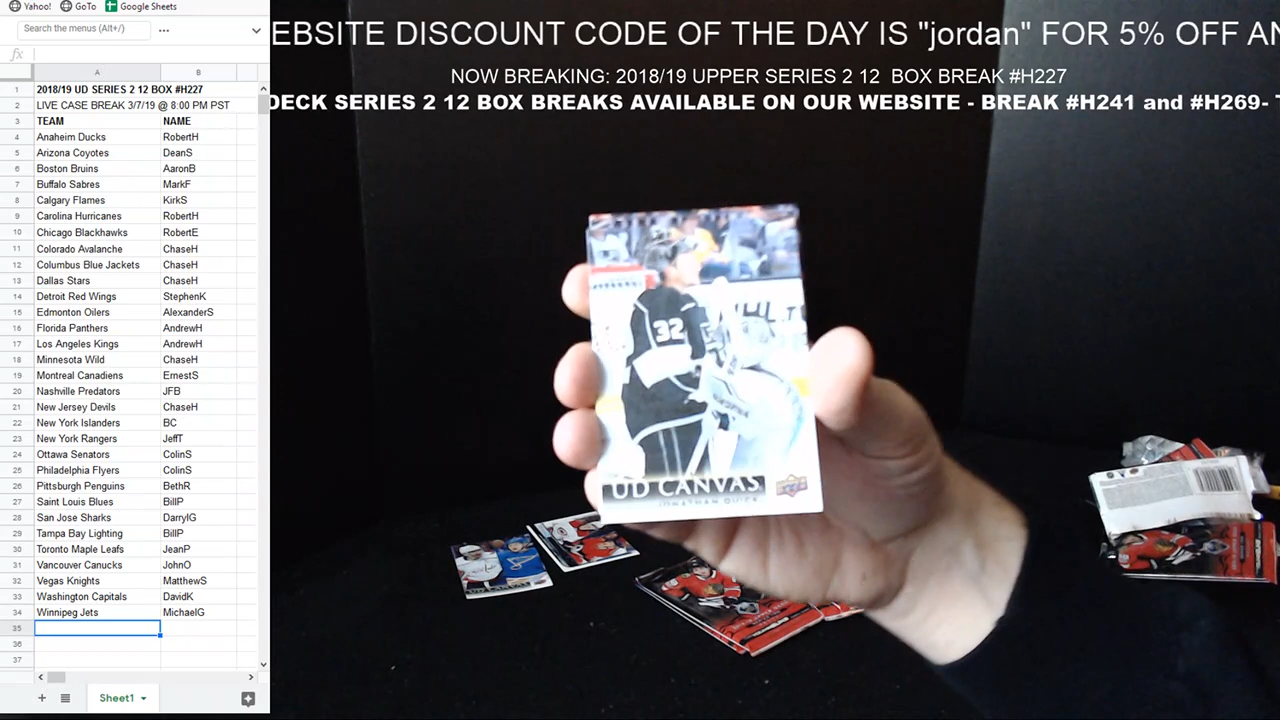 Yahoo!
GoTo
Google Sheets
Search the menus (Alt+/)
fx
A B
1 2018/19 UD SERIES 2 12 BOX #H227
2 LIVE CASE BREAK 3/7/19 @ 8:00 PM PST
3 TEAM NAME
4 Anaheim Ducks RobertH
5 Arizona Coyotes DeanS
6 Boston Bruins AaronB
7 Buffalo Sabres MarkF
8 Calgary Flames KirkS
9 Carolina Hurricanes RobertH
10 Chicago Blackhawks RobertE
11 Colorado Avalanche ChaseH
12 Columbus Blue Jackets ChaseH
13 Dallas Stars ChaseH
14 Detroit Red Wings StephenK
15 Edmonton Oilers AlexanderS
16 Florida Panthers AndrewH
17 Los Angeles Kings AndrewH
18 Minnesota Wild ChaseH
19 Montreal Canadiens ErnestS
20 Nashville Predators JFB
21 New Jersey Devils ChaseH
22 New York Islanders BC
23 New York Rangers JeffT
24 Ottawa Senators ColinS
25 Philadelphia Flyers ColinS
26 Pittsburgh Penguins BethR
27 Saint Louis Blues BillP
28 San Jose Sharks DarrylG
29 Tampa Bay Lighting BillP
30 Toronto Maple Leafs JeanP
31 Vancouver Canucks JohnO
32 Vegas Knights MatthewS
33 Washington Capitals DavidK
34 Winnipeg Jets MichaelG
35
36
37
Sheet1
EBSITE DISCOUNT CODE OF THE DAY IS "jordan" FOR 5% OFF AN
NOW BREAKING: 2018/19 UPPER SERIES 2 12 BOX BREAK #H227
DECK SERIES 2 12 BOX BREAKS AVAILABLE ON OUR WEBSITE - BREAK #H241 and #H269- T
32
UD CANVAS
JONATHAN QUICK
UD CANVAS